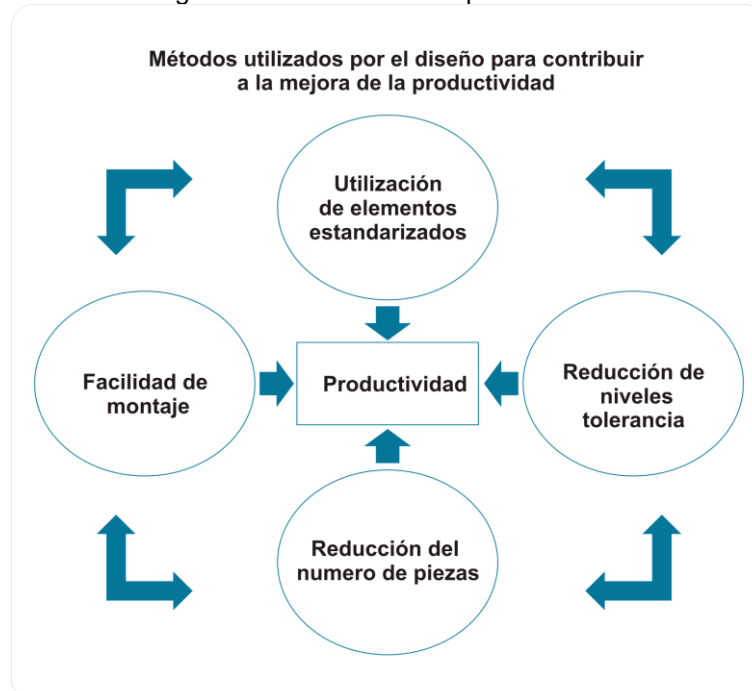 Métodos utilizados por el diseño para contribuir
a la mejora de la productividad
Utilización
de elementos
estandarizados
Facilidad de
montaje
Productividad
Reducción de
niveles
tolerancia
Reducción del
numero de piezas